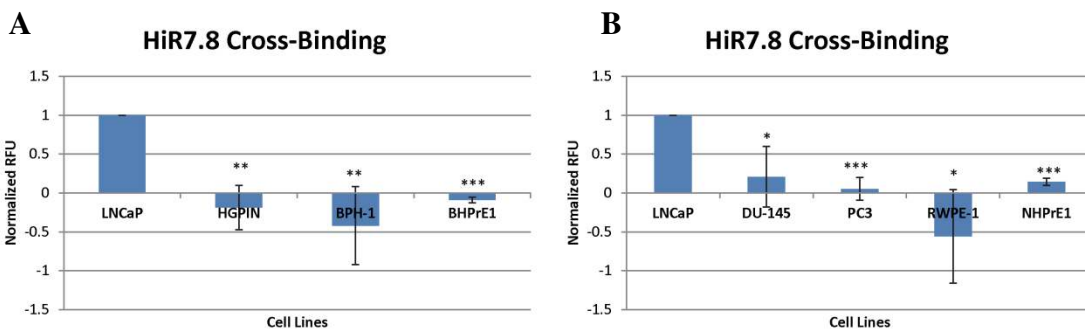 A
HiR7.8 Cross-Binding
Normalized RFU
1.5
1
0.5
0
-0.5
-1
-1.5
**
**
***
LNCaP
HGPIN
BPH-1
BHPrE1
Cell Lines
B
HiR7.8 Cross-Binding
Normalized RFU
1.5
1
0.5
0
-0.5
-1
-1.5
*
***
*
***
LNCaP
DU-145
PC3
RWPE-1
NHPrE1
Cell Lines